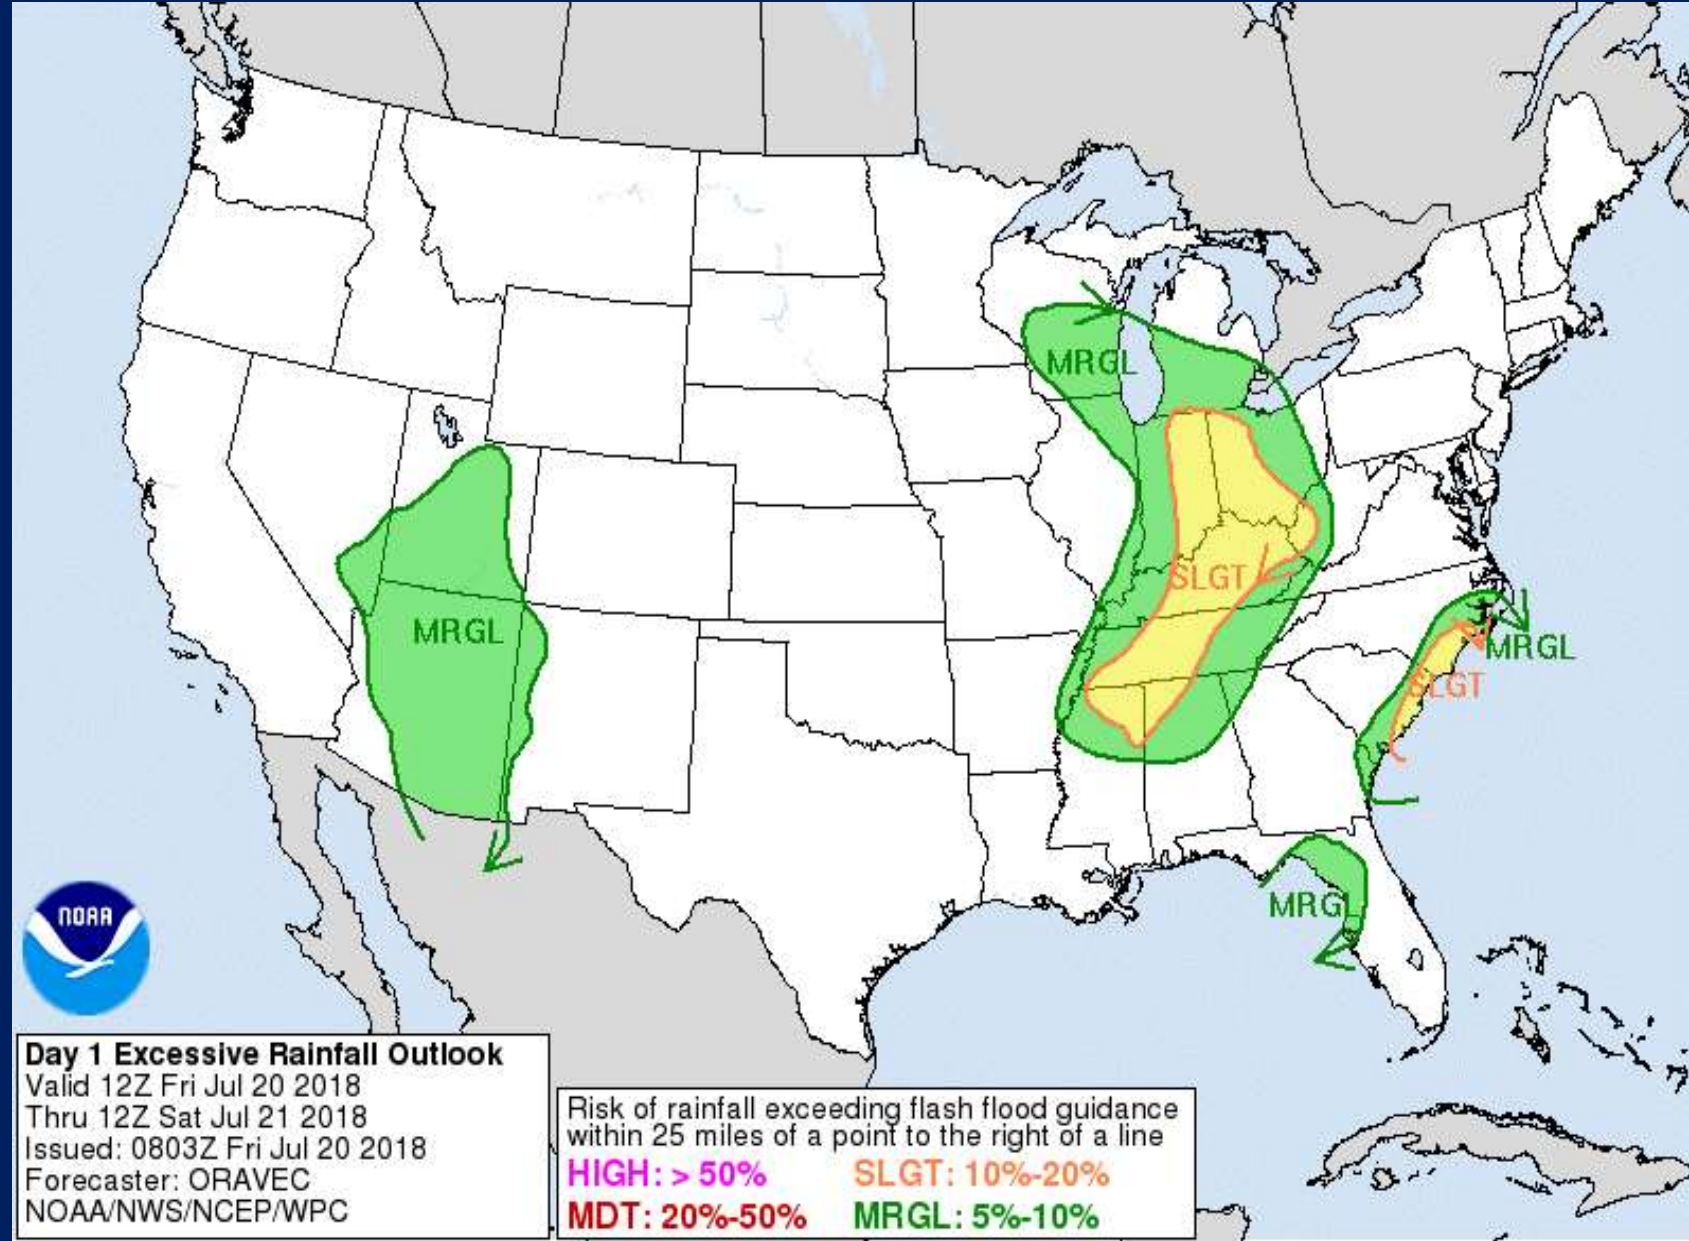 MRGL
MRGL
SLGT
MRGL
SLGT
MRGL
NOAA
Day 1 Excessive Rainfall Outlook
Valid 12Z Fri Jul 20 2018
Thru 12Z Sat Jul 21 2018
Issued: 0803Z Fri Jul 20 2018
Forecaster: ORAVEC
NOAA/NWS/NCEP/WPC
Risk of rainfall exceeding flash flood guidance
within 25 miles of a point to the right of a line
HIGH: > 50% SLGT: 10%-20%
MDT: 20%-50% MRGL: 5%-10%